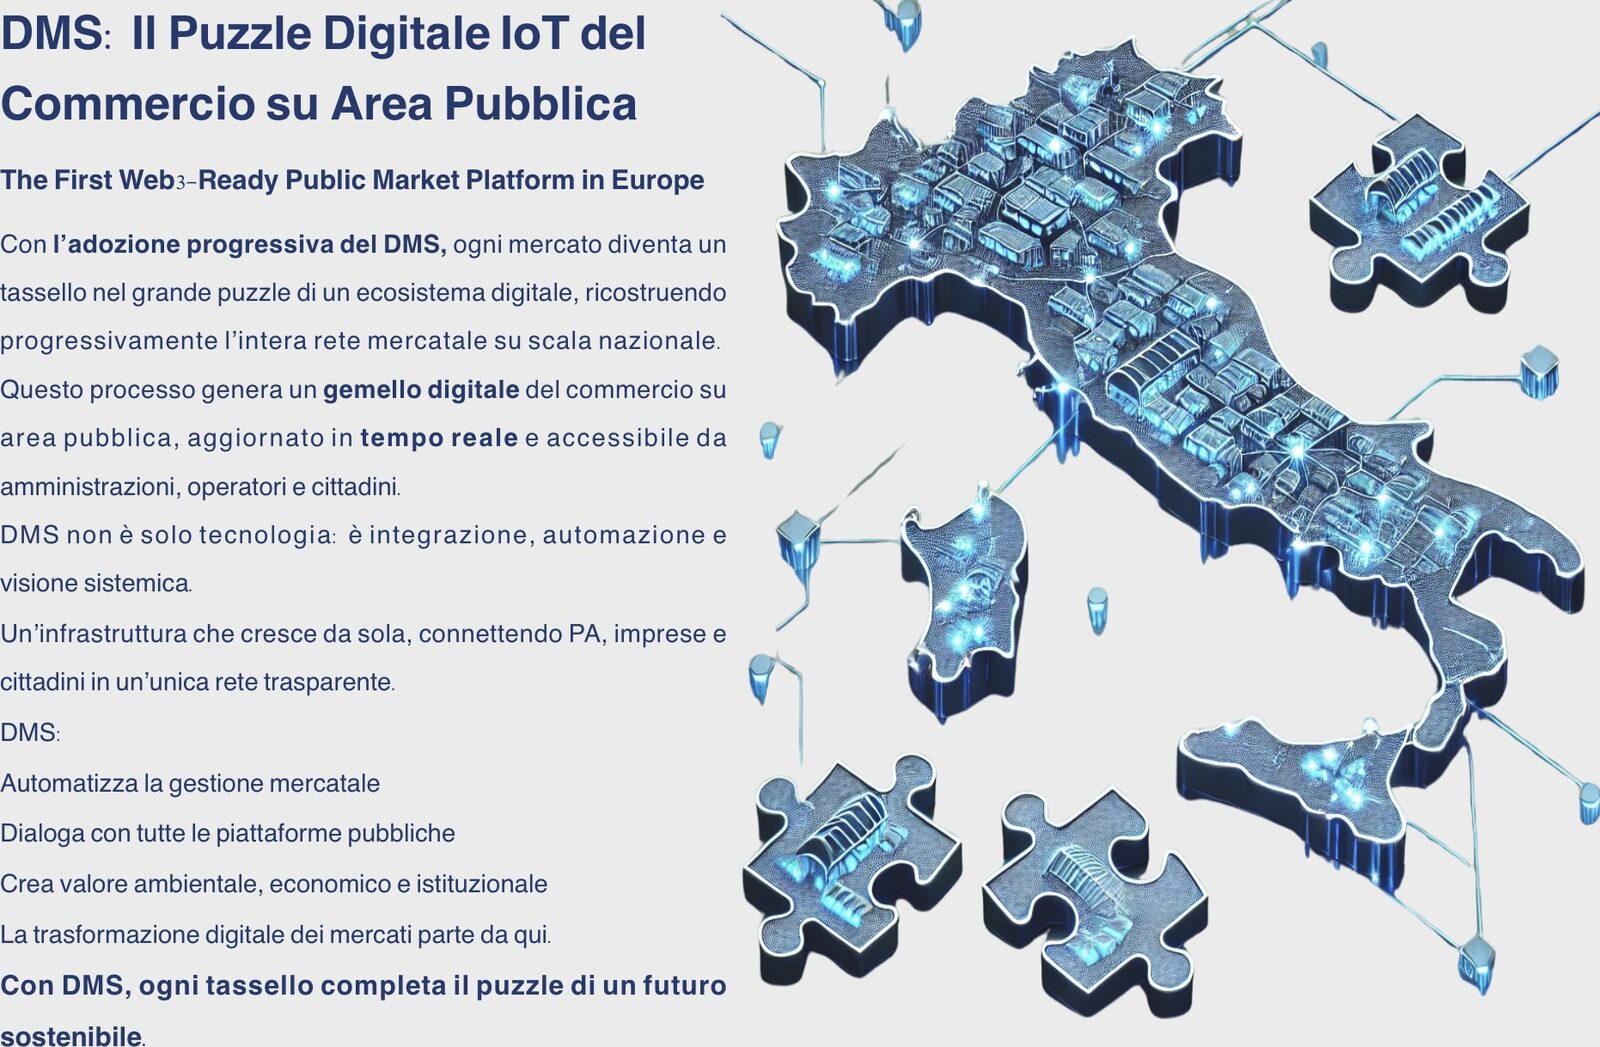 DMS: Il Puzzle Digitale IoT del
Commercio su Area Pubblica
The First Web3-Ready Public Market Platform in Europe
Con l'adozione progressiva del DMS, ogni mercato diventa un
tassello nel grande puzzle di un ecosistema digitale, ricostruendo
progressivamente l'intera rete mercatale su scala nazionale.
Questo processo genera un gemello digitale del commercio su
area pubblica, aggiornato in tempo reale e accessibile da
amministrazioni, operatori e cittadini.
DMS non è solo tecnologia: è integrazione, automazione e
visione sistemica.
Un'infrastruttura che cresce da sola, connettendo PA, imprese e
cittadini in un'unica rete trasparente.
DMS:
Automatizza la gestione mercatale
Dialoga con tutte le piattaforme pubbliche
Crea valore ambientale, economico e istituzionale
La trasformazione digitale dei mercati parte da qui.
Con DMS, ogni tassello completa il puzzle di un futuro
sostenibile.